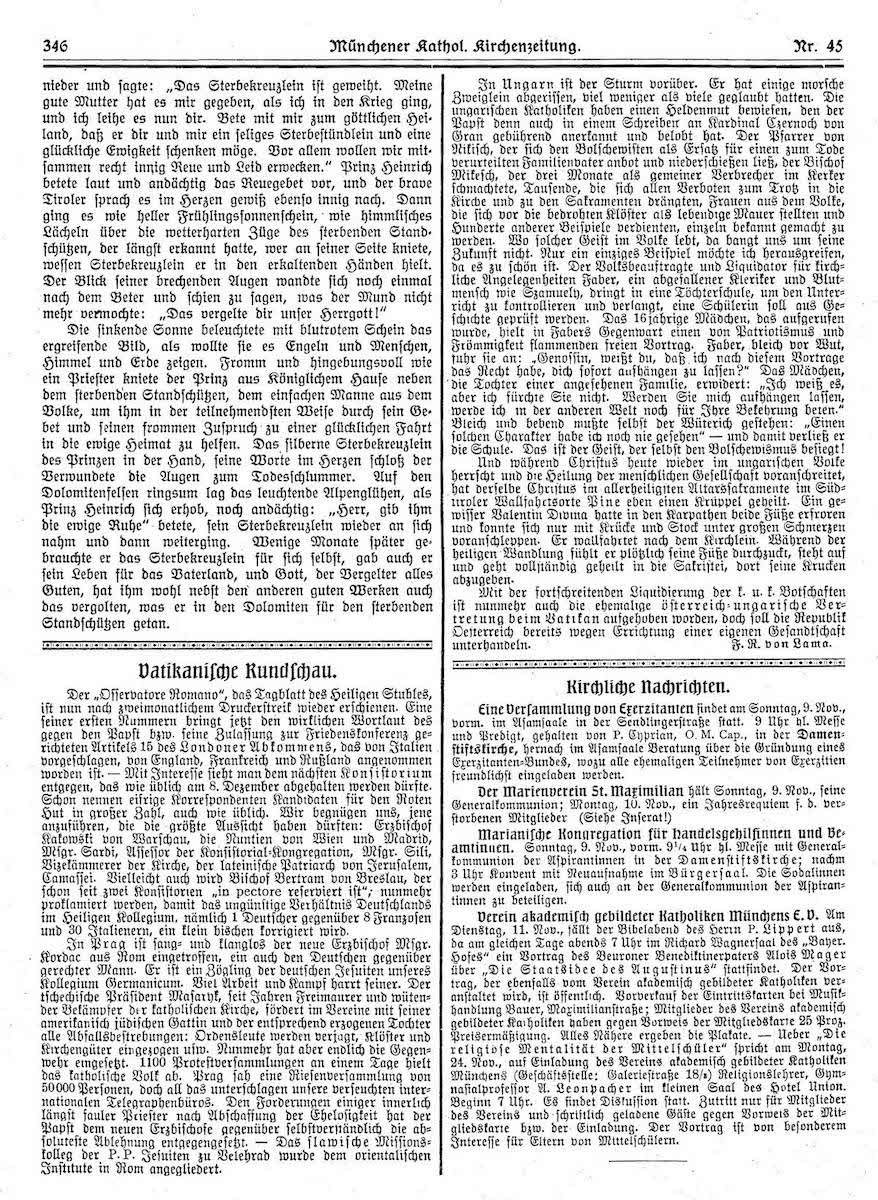 346
Münchener Kathol. Kirchenzeitung.
Nr. 45
nieder und sagte: „Das Sterbekreuzlein ist geweiht. Meine
gute Mutter hat es mir gegeben, als ich in den Krieg ging,
und ich leihe es nun dir. Bete mit mir zum göttlichen Hei-
land, daß er dir und mir ein seliges Sterbestündlein und eine
glückliche Ewigkeit schenken möge. Vor allem wollen wir mit-
sammen recht innig Reue und Leid erwecken.“ Prinz Heinrich
betete laut und andächtig das Reuegebet vor, und der brave
Tiroler sprach es im Herzen gewiß ebenso innig nach. Dann
ging es wie heller Frühlingssonnenschein, wie himmlisches
Lächeln über die wetterharten Züge des sterbenden Stand-
schützen, der längst erkannt hatte, wer an seiner Seite kniete,
wessen Sterbekreuzlein er in den erkaltenden Händen hielt.
Der Blick seiner brechenden Augen wandte sich noch einmal
nach dem Beter und schien zu sagen, was der Mund nicht
mehr vermochte: „Das vergelte dir unser Herrgott!“
Die sinkende Sonne beleuchtete mit blutrotem Schein das
ergreifende Bild, als wollte sie es Engeln und Menschen,
Himmel und Erde zeigen. Fromm und hingebungsvoll wie
ein Priester kniete der Prinz aus Königlichem Hause neben
dem sterbenden Standschützen, dem einfachen Manne aus dem
Volke, um ihm in der teilnehmendsten Weise durch sein Ge-
bet und seinen frommen Zuspruch zu einer glücklichen Fahrt
in die ewige Heimat zu helfen. Das silberne Sterbekreuzlein
des Prinzen in der Hand, seine Worte im Herzen schloß der
Verwundete die Augen zum Todesschlummer. Auf den
Dolomitenfelsen ringsum lag das leuchtende Alpenglühen, als
Prinz Heinrich sich erhob, noch andächtig: „Herr, gib ihm
die ewige Ruhe“ betete, sein Sterbekreuzlein wieder an sich
nahm und dann weiterging. Wenige Monate später ge-
brauchte er das Sterbekreuzlein für sich selbst, gab auch er
sein Leben für das Vaterland, und Gott, der Vergelter alles
Guten, hat ihm wohl nebst den anderen guten Werken auch
das vergolten, was er in den Dolomiten für den sterbenden
Standschützen getan.
Vatikanische Rundschau.
Der „Osservatore Romano“, das Tagblatt des Heiligen Stuhles,
ist nun nach zweimonatlichem Druckerstreik wieder erschienen. Eine
seiner ersten Nummern bringt jetzt den wirklichen Wortlaut des
gegen den Papst bzw. seine Zulassung zur Friedenskonferenz ge-
richteten Artikels 15 des Londoner Abkommens, das von Italien
vorgeschlagen, von England, Frankreich und Rußland angenommen
worden ist. — Mit Interesse sieht man dem nächsten Konsistorium
entgegen, das wie üblich am 8. Dezember abgehalten werden dürfte.
Schon nennen eifrige Korrespondenten Kandidaten für den Roten
Hut in großer Zahl, auch wie üblich. Wir begnügen uns, jene
anzuführen, die die größte Aussicht haben dürften: Erzbischof
Kakowski von Warschau, die Nuntien von Wien und Madrid,
Msgr. Sardi, Assessor der Konsistorial-Kongregation, Msgr. Sili,
Vizekämmerer der Kirche, der lateinische Patriarch von Jerusalem,
Camassei. Vielleicht auch wird Bischof Bertram von Breslau, der
schon seit zwei Konsistorien „in pectore reserviert ist“; nunmehr
proklamiert werden, damit das ungünstige Verhältnis Deutschlands
im Heiligen Kollegium, nämlich 1 Deutscher gegenüber 8 Franzosen
und 30 Italienern, ein klein bischen korrigiert wird.
In Prag ist sang- und klanglos der neue Erzbischof Msgr.
Kordac aus Rom eingetroffen, ein auch den Deutschen gegenüber
gerechter Mann. Er ist ein Zögling der deutschen Jesuiten unseres
Kollegium Germanicum. Viel Arbeit und Kampf harrt seiner. Der
tschechische Präsident Masaryk, seit Jahren Freimaurer und wüten-
der Bekämpfer der katholischen Kirche, fördert im Vereine mit seiner
amerikanisch jüdischen Gattin und der entsprechend erzogenen Tochter
alle Abfallsbestrebungen: Ordensleute werden verjagt, Klöster und
Kirchengüter eingezogen usw. Nunmehr hat aber endlich die Gegen-
wehr eingesetzt. 1100 Protestversammlungen an einem Tage hielt
das katholische Volk ab. Prag sah eine Riesenversammlung von
50000 Personen, doch all das unterschlagen unsere verseuchten inter-
nationalen Telegraphenbüros. Den Forderungen einiger innerlich
längst fauler Priester nach Abschaffung der Ehelosigkeit hat der
Papst dem neuen Erzbischofe gegenüber selbstverständlich die ab-
soluteste Ablehnung entgegengesetzt. — Das slawische Missions-
kolleg der P. P. Jesuiten zu Velehrad wurde dem orientalischen
Institute in Rom angegliedert.
In Ungarn ist der Sturm vorüber. Er hat einige morsche
Zweiglein abgerissen, viel weniger als viele geglaubt hatten. Die
ungarischen Katholiken haben einen Heldenmut bewiesen, den der
Papst denn auch in einem Schreiben an Kardinal Czernoch von
Gran gebührend anerkannt und belobt hat. Der Pfarrer von
Nikisch, der sich den Bolschewisten als Ersatz für einen zum Tode
verurteilten Familienvater anbot und niederschießen ließ, der Bischof
Mikesch, der drei Monate als gemeiner Verbrecher im Kerker
schmachtete, Tausende, die sich allen Verboten zum Trotz in die
Kirche und zu den Sakramenten drängten, Frauen aus dem Volke,
die sich vor die bedrohten Klöster als lebendige Mauer stellten und
Hunderte anderer Beispiele verdienten, einzeln bekannt gemacht zu
werden. Wo solcher Geist im Volke lebt, da bangt uns um seine
Zukunft nicht. Nur ein einziges Beispiel möchte ich herausgreifen,
da es zu schön ist. Der Volksbeauftragte und Liquidator für kirch-
liche Angelegenheiten Faber, ein abgefallener Kleriker und Blut-
mensch wie Szamuely, dringt in eine Töchterschule, um den Unter-
richt zu kontrollieren und verlangt, eine Schülerin soll aus Ge-
schichte geprüft werden. Das 16jährige Mädchen, das aufgerufen
wurde, hielt in Fabers Gegenwart einen von Patriotismus und
Frömmigkeit flammenden freien Vortrag. Faber, bleich vor Wut,
fuhr sie an: „Genossin, weißt du, daß ich nach diesem Vortrage
das Recht habe, dich sofort aufhängen zu lassen?“ Das Mädchen,
die Tochter einer angesehenen Familie, erwidert: „Ich weiß es,
aber ich fürchte Sie nicht. Werden Sie mich aufhängen lassen,
werde ich in der anderen Welt noch für Ihre Bekehrung beten.“
Bleich und bebend mußte selbst der Wüterich gestehen: „Einen
solchen Charakter habe ich noch nie gesehen“ — und damit verließ er
die Schule. Das ist der Geist, der selbst den Bolschewismus besiegt!
Und während Christus heute wieder im ungarischen Volke
herrscht und die Heilung der menschlichen Gesellschaft voranschreitet,
hat derselbe Christus im allerheiligsten Altarssakramente im Süd-
tiroler Wallfahrtsorte Pine eben einen Krüppel geheilt. Ein ge-
wisser Valentin Divina hatte in den Karpathen beide Füße erfroren
und konnte sich nur mit Krücke und Stock unter großen Schmerzen
voranschleppen. Er wallfahrtet nach dem Kirchlein. Während der
heiligen Wandlung fühlt er plötzlich seine Füße durchzuckt, steht auf
und geht vollständig geheilt in die Sakristei, dort seine Krücken
abzugeben.
Mit der fortschreitenden Liquidierung der k. u. k. Botschaften
ist nunmehr auch die ehemalige österreich-ungarische Ver-
tretung beim Vatikan aufgehoben worden, doch soll die Republik
Oesterreich bereits wegen Errichtung einer eigenen Gesandtschaft
unterhandeln. F. R. von Lama.
Kirchliche Nachrichten.
Eine Versammlung von Exerzitanten findet am Sonntag, 9. Nov.,
vorm. im Asamsaale in der Sendlingerstraße statt. 9 Uhr hl. Messe
und Predigt, gehalten von P. Cyprian, O. M. Cap., in der Damen-
stiftskirche, hernach im Asamsaale Beratung über die Gründung eines
Exerzitanten-Bundes, wozu alle ehemaligen Teilnehmer von Exerzitien
freundlichst eingeladen werden.
Der Marienverein St. Maximilian hält Sonntag, 9. Nov., seine
Generalkommunion; Montag, 10. Nov., ein Jahresrequiem f. d. ver-
storbenen Mitglieder (Siehe Inserat!)
Marianische Kongregation für Handelsgehilfinnen und Be-
amtinnen. Sonntag, 9. Nov., vorm. 9¼ Uhr hl. Messe mit General-
kommunion der Aspirantinnen in der Damenstiftskirche; nachm
3 Uhr Konvent mit Neuaufnahme im Bürgersaal. Die Sodalinnen
werden eingeladen, sich auch an der Generalkommunion der Aspiran-
tinnen zu beteiligen.
Verein akademisch gebildeter Katholiken Münchens E.V. Am
Dienstag, 11. Nov., fällt der Bibelabend des Herrn P. Lippert aus,
da am gleichen Tage abends 7 Uhr im Richard Wagnersaal des „Bayer.
Hofes“ ein Vortrag des Beuroner Benediktinerpaters Alois Mager
über „Die Staatsidee des Augustinus“ stattfindet. Der Vor-
trag, der ebenfalls vom Verein akademisch gebildeter Katholiken ver-
anstaltet wird, ist öffentlich. Vorverkauf der Eintrittskarten bei Musik-
handlung Bauer, Maximilianstraße; Mitglieder des Vereins akademisch
gebildeter Katholiken haben gegen Vorweis der Mitgliedskarte 25 Proz.
Preisermäßigung. Alles Nähere ergeben die Plakate. — Ueber „Die
religiöse Mentalität der Mittelschüler“ spricht am Montag,
24. Nov., auf Einladung des Vereins akademisch gebildeter Katholiken
Münchens (Geschäftsstelle: Galeriestraße Religionslehrer, Gym-
nasialprofessor A. Leonpacher im kleinen Saal des Hotel Union.
Beginn 7 Uhr. Es findet Diskussion statt. Zutritt nur für Mitglieder
des Vereins und schriftlich geladene Gäste gegen Vorweis der Mit-
gliedskarte bzw. der Einladung. Der Vortrag ist von besonderem
Interesse für Eltern von Mittelschülern.